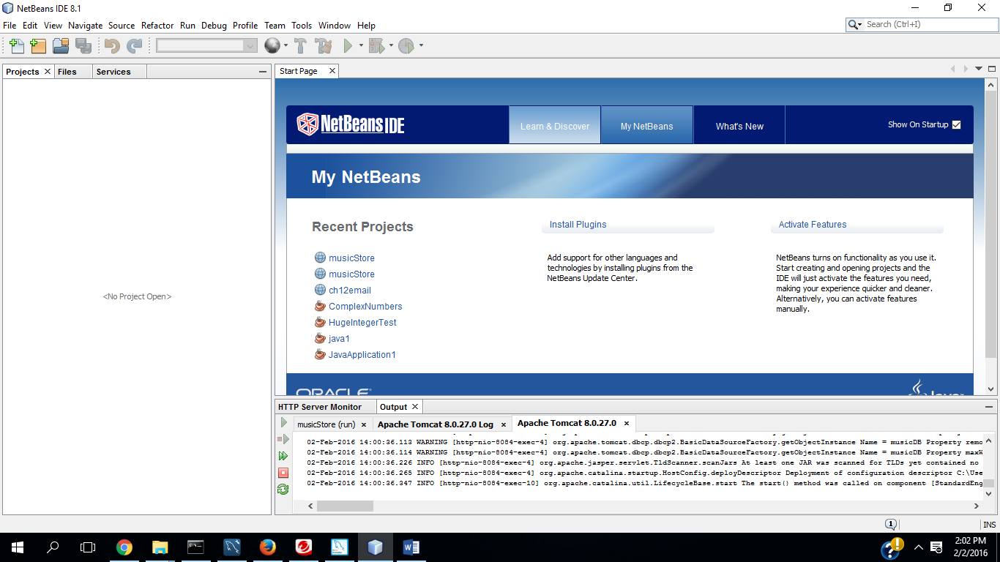 NetBeans IDE 8.1
File Edit View Navigate Source Refactor Run Debug Profile Team Tools Window Help
Search (Ctrl+I)
Projects Files Services
Start Page
<No Project Open>
NetBeans IDE
Learn & Discover My NetBeans What's New Show On Startup
My NetBeans
Recent Projects
musicStore
musicStore
ch12email
ComplexNumbers
HugeIntegerTest
java1
JavaApplication1
Install Plugins
Add support for other languages and
technologies by installing plugins from the
NetBeans Update Center.
Activate Features
NetBeans turns on functionality as you use it.
Start creating and opening projects and the
IDE will just activate the features you need,
making your experience quicker and cleaner.
Alternatively, you can activate features
manually.
ORACLE Java
HTTP Server Monitor Output
musicStore (run) Apache Tomcat 8.0.27.0 Log Apache Tomcat 8.0.27.0
02-Feb-2016 14:00:36.113 WARNING [http-nio-8084-exec-4] org.apache.tomcat.dbcp.dbcp2.BasicDataSourceFactory.getObjectInstance Name = musicDB Property remo
02-Feb-2016 14:00:36.114 WARNING [http-nio-8084-exec-4] org.apache.tomcat.dbcp.dbcp2.BasicDataSourceFactory.getObjectInstance Name = musicDB Property maxW
02-Feb-2016 14:00:36.226 INFO [http-nio-8084-exec-4] org.apache.jasper.servlet.TldScanner.scanJars At least one JAR was scanned for TLDs yet contained no
02-Feb-2016 14:00:36.265 INFO [http-nio-8084-exec-4] org.apache.catalina.startup.HostConfig.deployDescriptor Deployment of configuration descriptor C:\Use
02-Feb-2016 14:00:36.347 INFO [http-nio-8084-exec-10] org.apache.catalina.util.LifecycleBase.start The start() method was called on component [StandardEng
1 INS
2:02 PM
2/2/2016